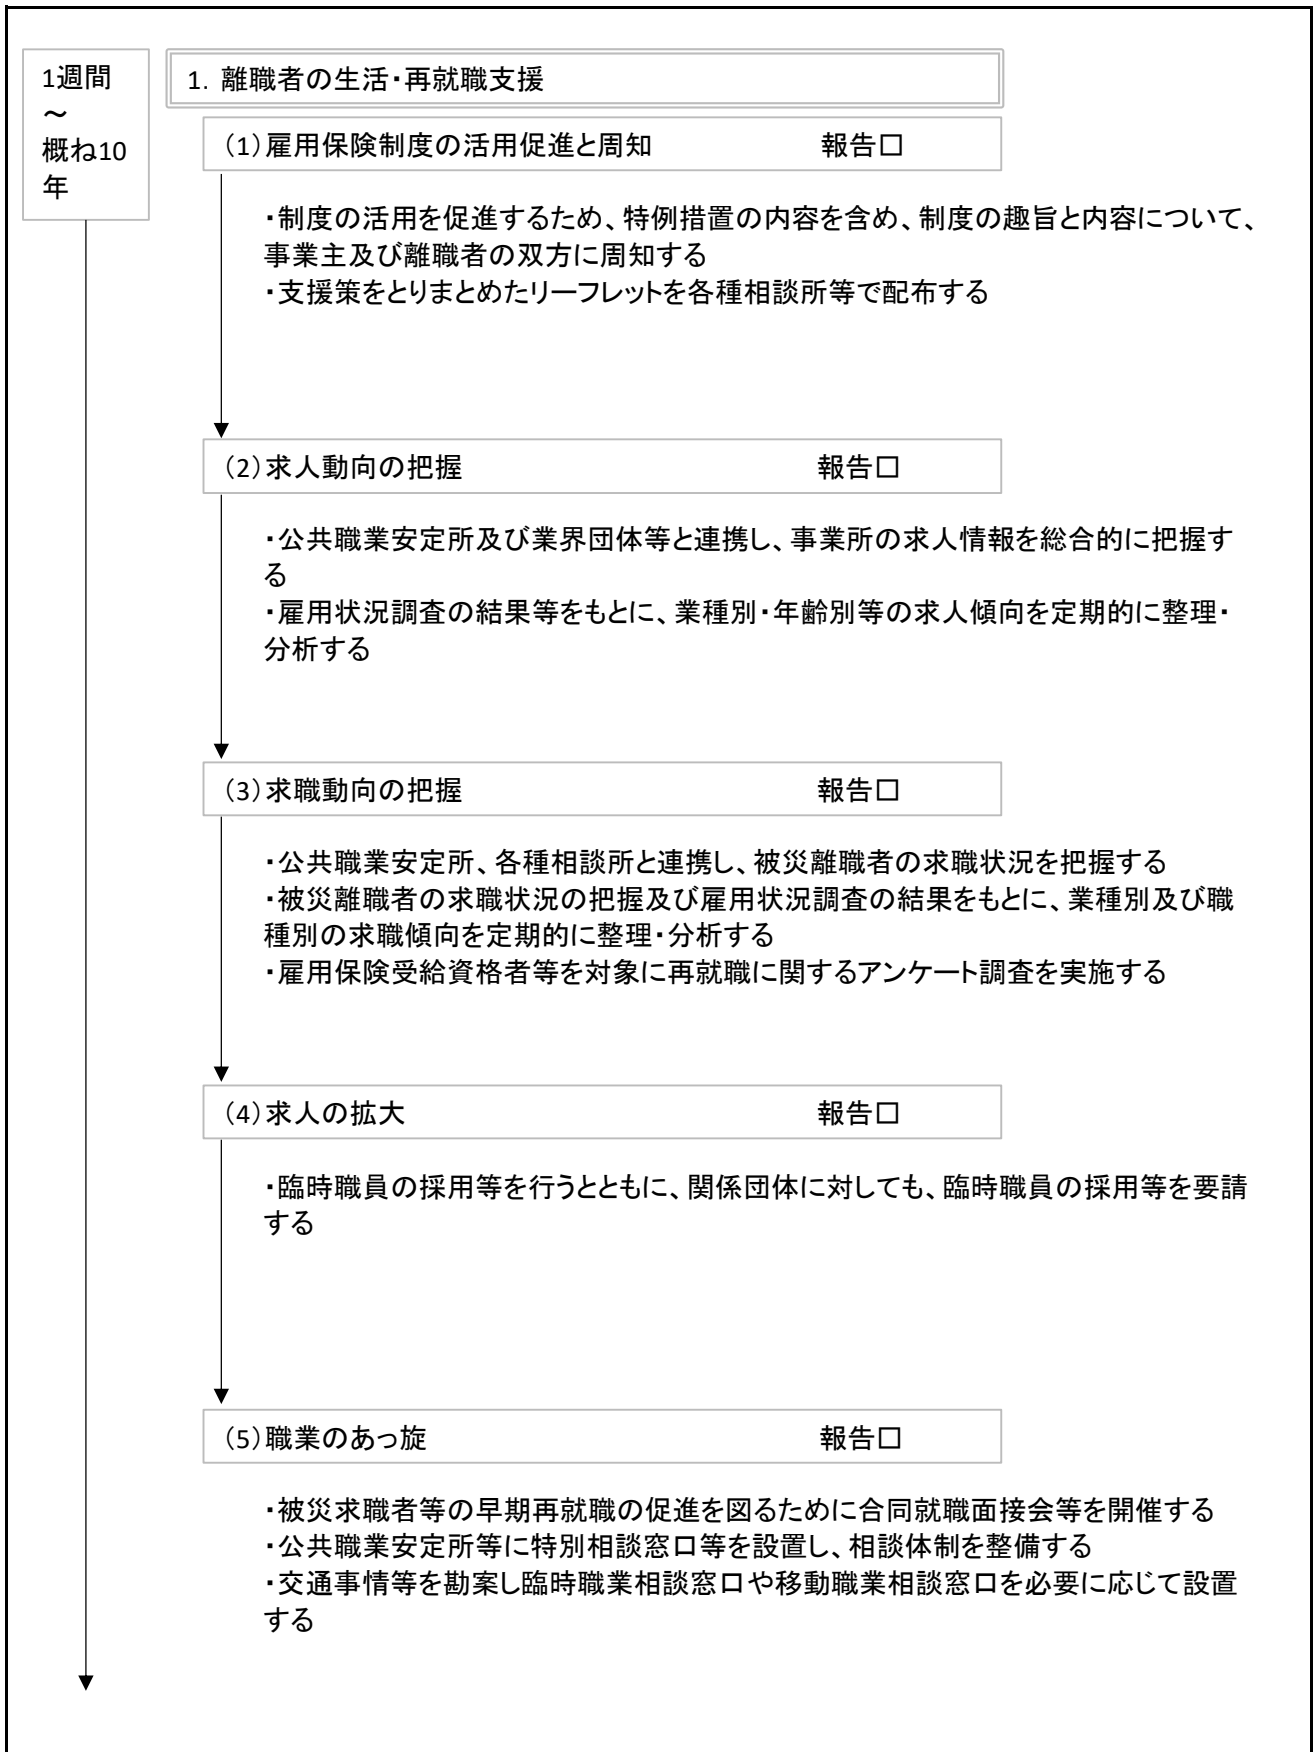 1週間
～
概ね10
年
1．離職者の生活・再就職支援
（1）雇用保険制度の活用促進と周知　報告□
・制度の活用を促進するため、特例措置の内容を含め、制度の趣旨と内容について、
事業主及び離職者の双方に周知する
・支援策をとりまとめたリーフレットを各種相談所等で配布する
（2）求人動向の把握　報告□
・公共職業安定所及び業界団体等と連携し、事業所の求人情報を総合的に把握す
る
・雇用状況調査の結果等をもとに、業種別・年齢別等の求人傾向を定期的に整理・
分析する
（3）求職動向の把握　報告□
・公共職業安定所、各種相談所と連携し、被災離職者の求職状況を把握する
・被災離職者の求職状況の把握及び雇用状況調査の結果をもとに、業種別及び職
種別の求職傾向を定期的に整理・分析する
・雇用保険受給資格者等を対象に再就職に関するアンケート調査を実施する
（4）求人の拡大　報告□
・臨時職員の採用等を行うとともに、関係団体に対しても、臨時職員の採用等を要請
する
（5）職業のあっ旋　報告□
・被災求職者等の早期再就職の促進を図るために合同就職面接会等を開催する
・公共職業安定所等に特別相談窓口等を設置し、相談体制を整備する
・交通事情等を勘案し臨時職業相談窓口や移動職業相談窓口を必要に応じて設置
する